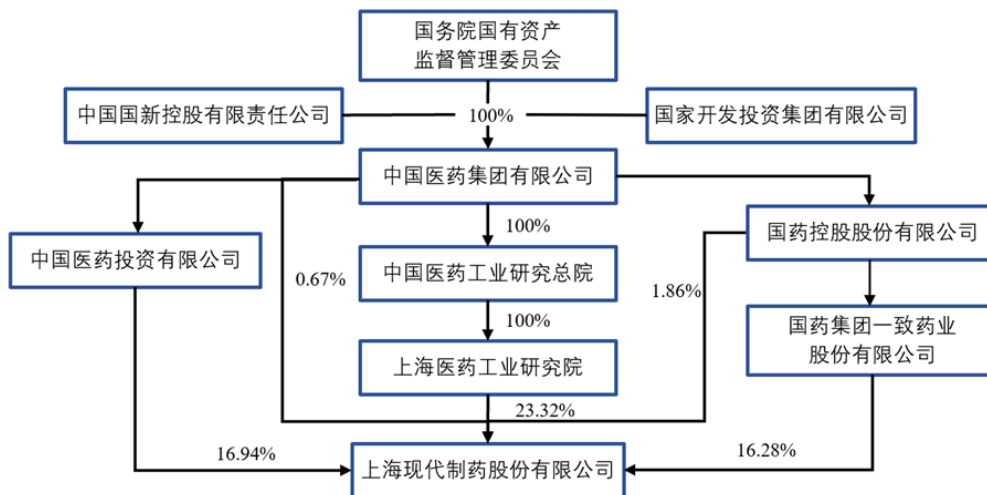 国务院国有资产
监督管理委员会
中国国新控股有限责任公司
100%
国家开发投资集团有限公司
中国医药集团有限公司
100%
国药控股股份有限公司
中国医药投资有限公司
0.67%
中国医药工业研究总院
1.86%
100%
国药集团一致药业
股份有限公司
上海医药工业研究院
23.32%
16.94%
16.28%
上海现代制药股份有限公司